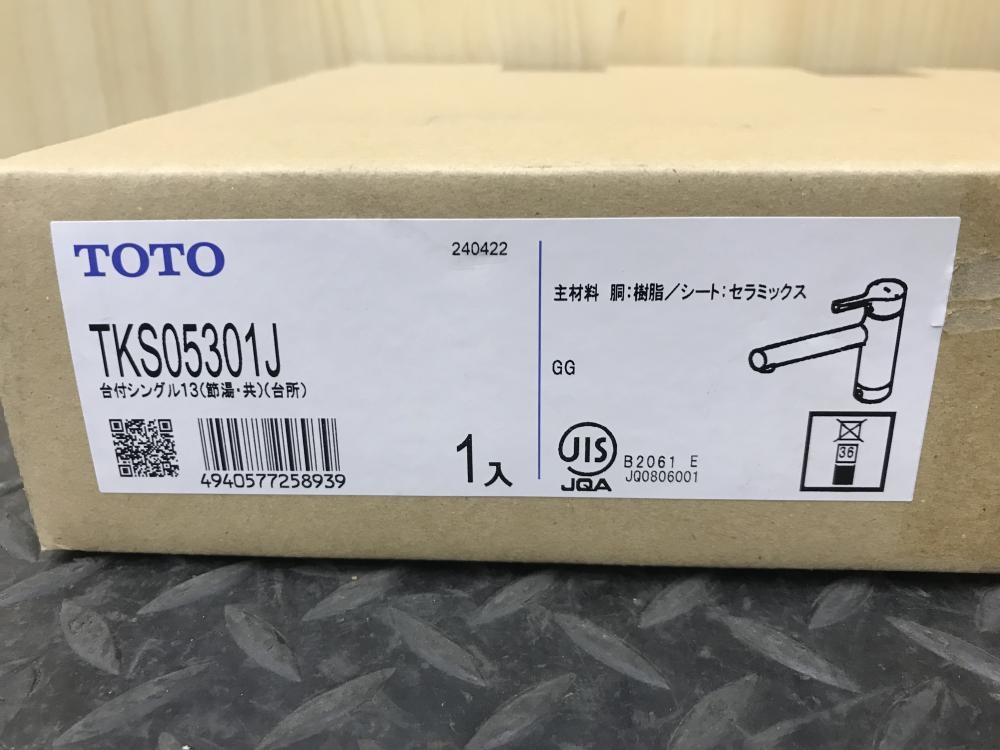 TOTO
240422
TKS05301J
台付シングル13(節湯・共)(台所)
4940577258939
1入
主材料 胴:樹脂/シート:セラミックス
GG
JIS
JQA
B2061 E
JQ0806001
36